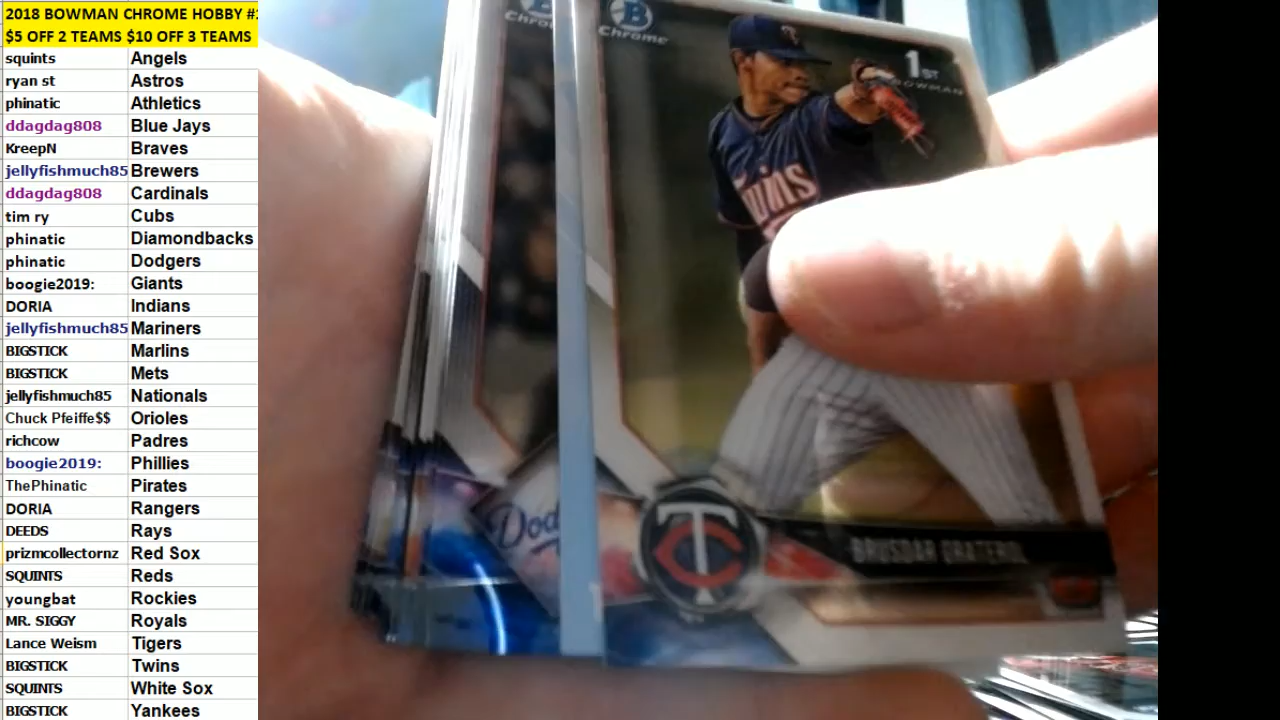 2018 BOWMAN CHROME HOBBY #
$5 OFF 2 TEAMS $10 OFF 3 TEAMS
squints Angels
ryan st Astros
phinatic Athletics
ddagdag808 Blue Jays
KreepN Braves
jellyfishmuch85 Brewers
ddagdag808 Cardinals
tim ry Cubs
phinatic Diamondbacks
phinatic Dodgers
boogie2019: Giants
DORIA Indians
jellyfishmuch85 Mariners
BIGSTICK Marlins
BIGSTICK Mets
jellyfishmuch85 Nationals
Chuck Pfeiffe$$ Orioles
richcow Padres
boogie2019: Phillies
ThePhinatic Pirates
DORIA Rangers
DEEDS Rays
prizmcollectornz Red Sox
SQUINTS Reds
youngbat Rockies
MR. SIGGY Royals
Lance Weism Tigers
BIGSTICK Twins
SQUINTS White Sox
BIGSTICK Yankees
B
Chrome
1ST
BOWMAN
Twins
Dod
TC
BRUSDAR GRATEROL